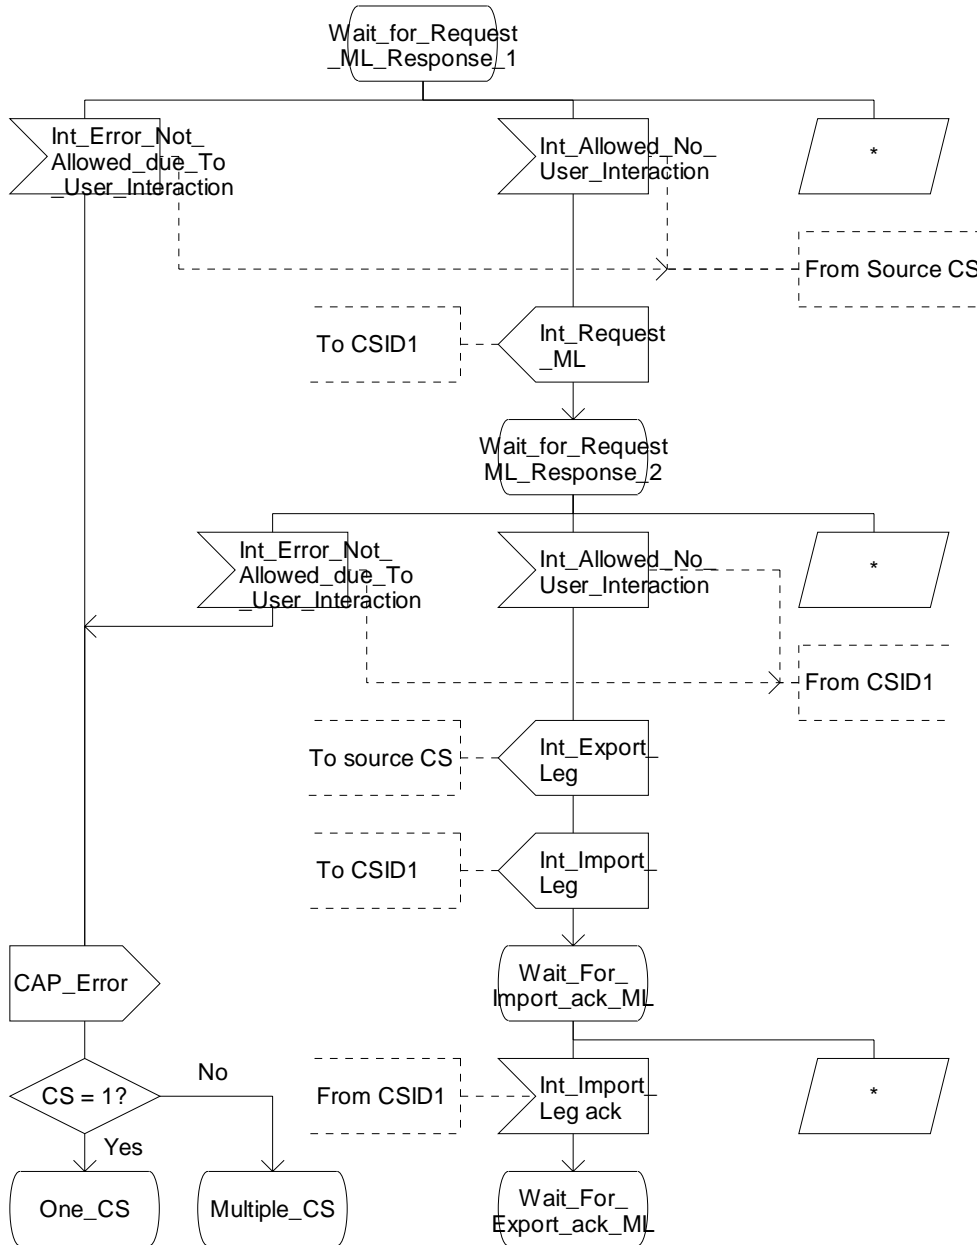 Wait_for_Request
_ML_Response_1
Int_Error_Not_
Allowed_due_To
_User_Interaction
Int_Allowed_No_
User_Interaction
*
From Source CS
To CSID1
Int_Request
_ML
Wait_for_Request
ML_Response_2
Int_Error_Not_
Allowed_due_To
_User_Interaction
Int_Allowed_No_
User_Interaction
*
From CSID1
To source CS
Int_Export_
Leg
To CSID1
Int_Import_
Leg
CAP_Error
Wait_For_
Import_ack_ML
CS = 1?
No
Yes
From CSID1
Int_Import_
Leg ack
*
One_CS
Multiple_CS
Wait_For_
Export_ack_ML